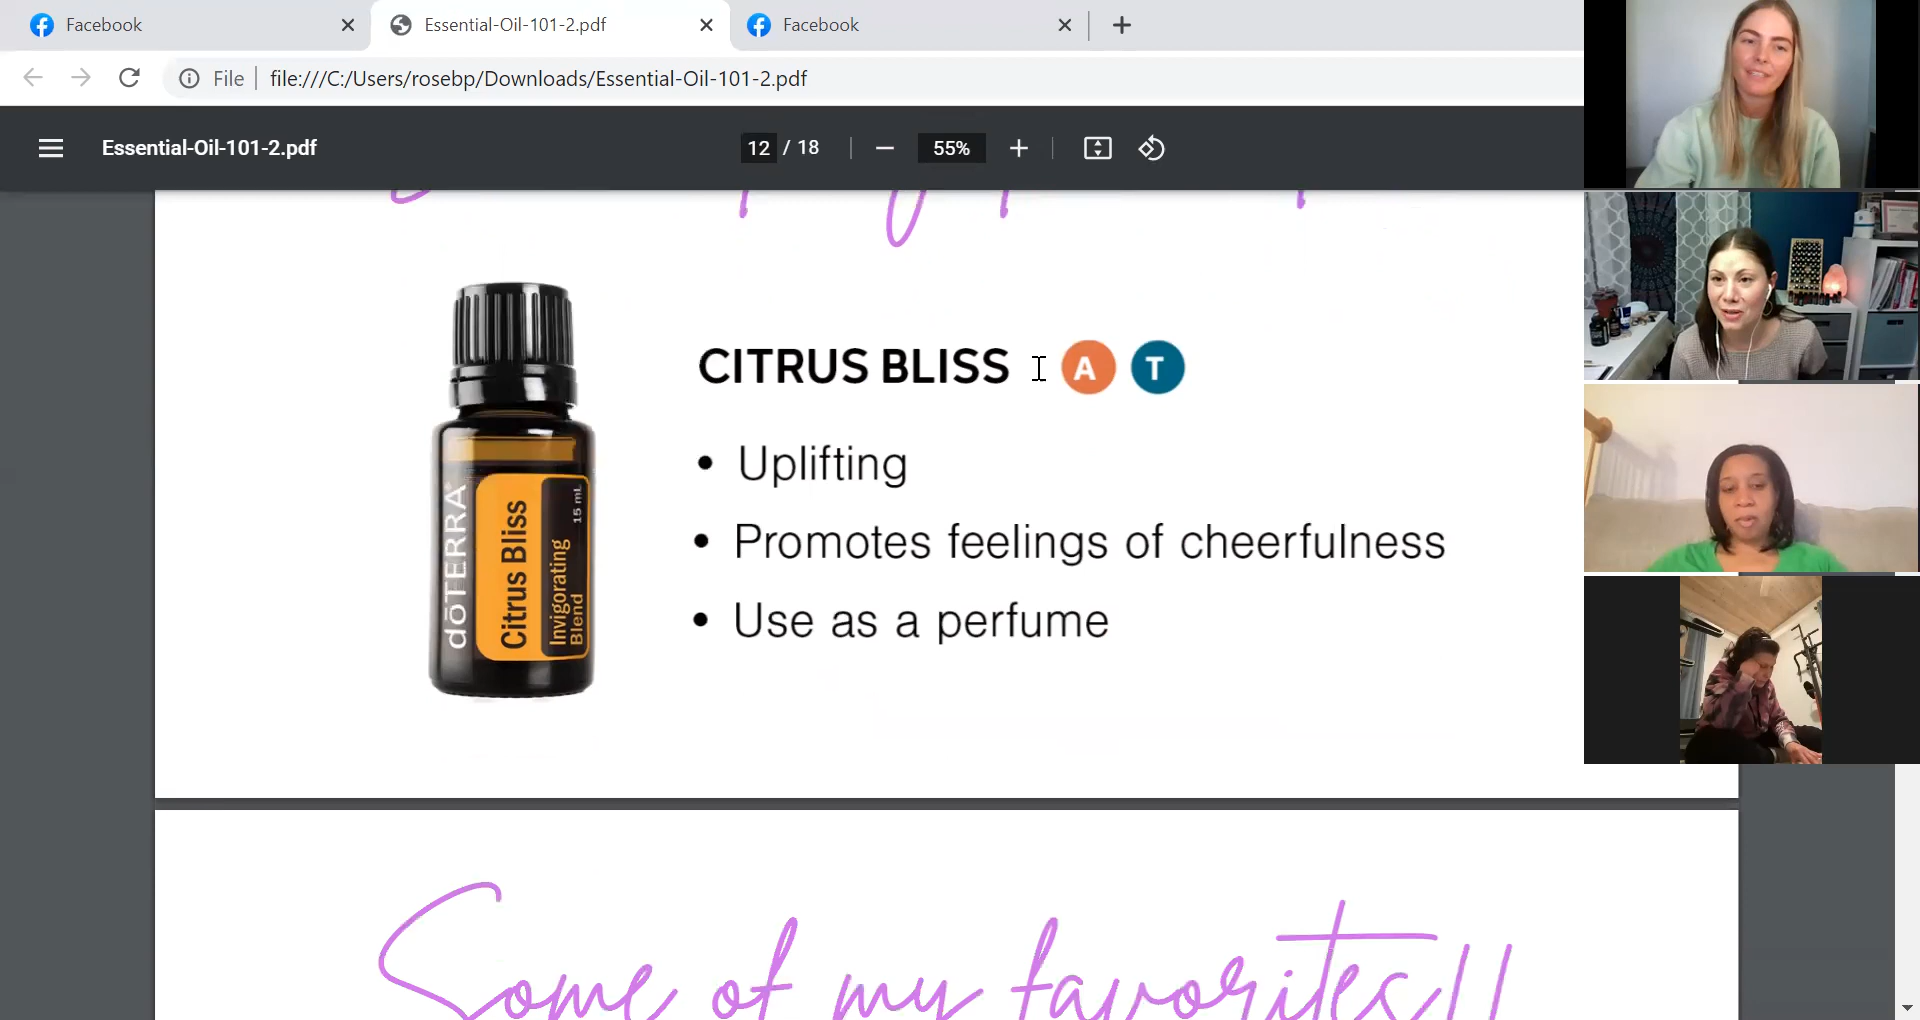 Facebook
Essential-Oil-101-2.pdf
Facebook
File
file:///C:/Users/rosebp/Downloads/Essential-Oil-101-2.pdf
Essential-Oil-101-2.pdf
12 / 18
55%
CITRUS BLISS A T
• Uplifting
• Promotes feelings of cheerfulness
• Use as a perfume
dōTERRA
Citrus Bliss
Invigorating
Blend
15 mL
Some of my favorites!!